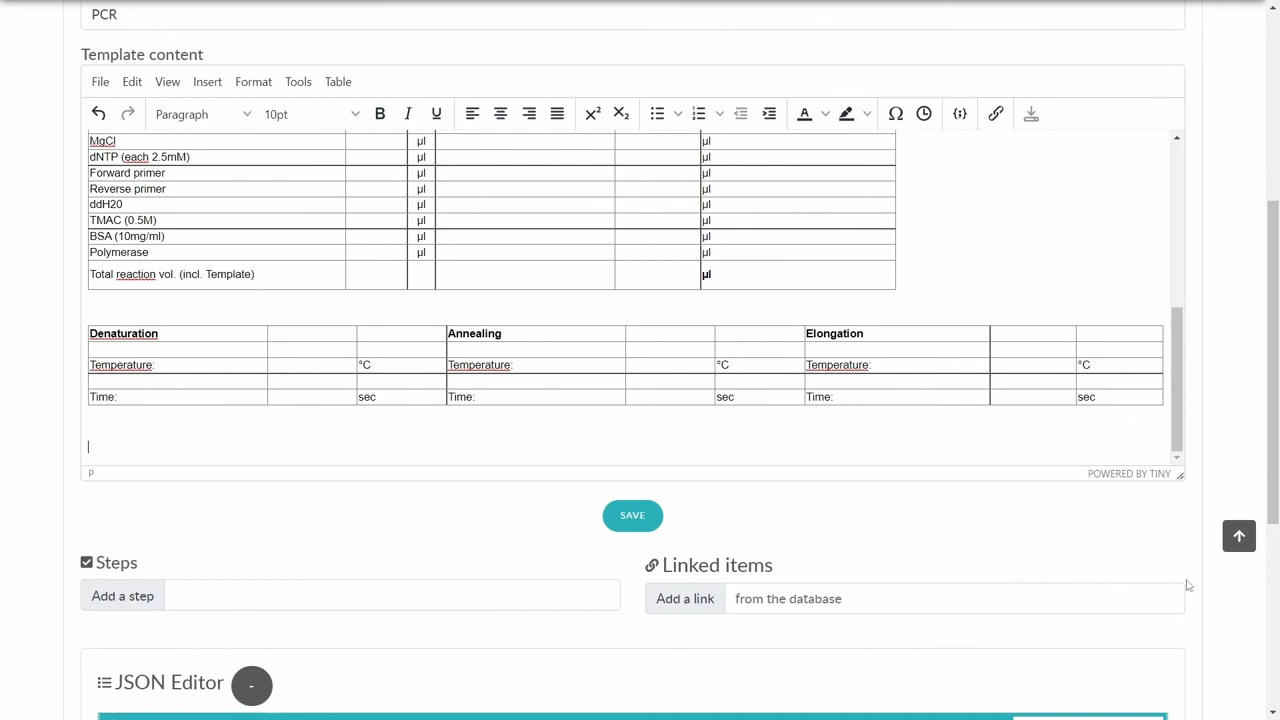 PCR
Template content
File Edit View Insert Format Tools Table
Paragraph 10pt B I U A
MgCl µl µl
dNTP (each 2.5mM) µl µl
Forward primer µl µl
Reverse primer µl µl
ddH20 µl µl
TMAC (0.5M) µl µl
BSA (10mg/ml) µl µl
Polymerase µl µl
Total reaction vol. (incl. Template) µl
Denaturation Annealing Elongation
Temperature: °C Temperature: °C Temperature: °C
Time: sec Time: sec Time: sec
P POWERED BY TINY
SAVE
Steps
Linked items
Add a step
Add a link from the database
JSON Editor -